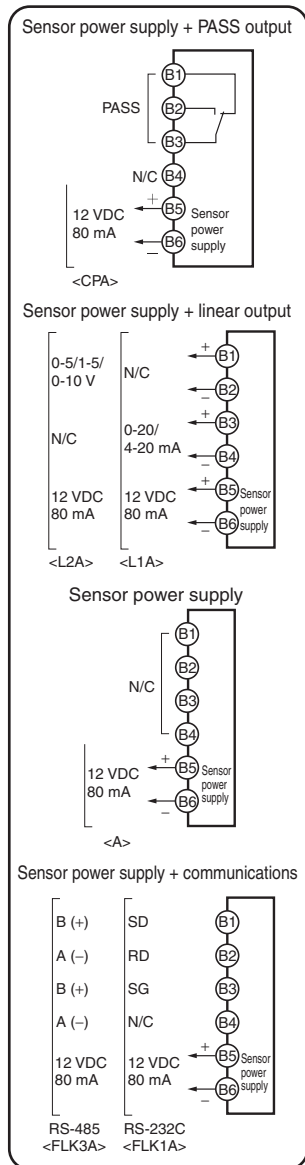 Sensor power supply + PASS output
B1
PASS
B2
B3
N/C B4
12 VDC
80 mA
+
B5
Sensor
power
supply
−
B6
<CPA>
Sensor power supply + linear output
0-5/1-5/
0-10 V
N/C
+
B1
−
B2
N/C
0-20/
4-20 mA
+
B3
−
B4
12 VDC
80 mA
12 VDC
80 mA
+
B5
Sensor
power
supply
−
B6
<L2A>
<L1A>
Sensor power supply
B1
B2
N/C
B3
B4
12 VDC
80 mA
+
B5
Sensor
power
supply
−
B6
<A>
Sensor power supply + communications
B (+)
SD
B1
A (−)
RD
B2
B (+)
SG
B3
A (−)
N/C
B4
12 VDC
80 mA
12 VDC
80 mA
+
B5
Sensor
power
supply
−
B6
RS-485
<FLK3A>
RS-232C
<FLK1A>